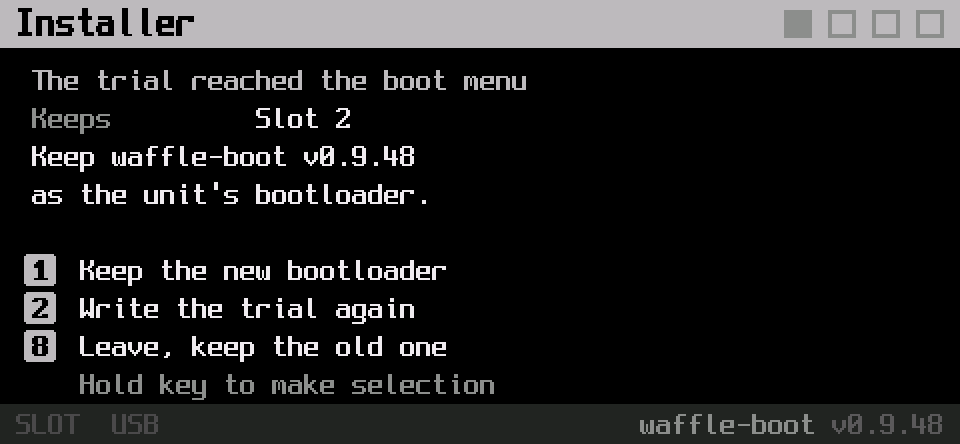 Installer
The trial reached the boot menu
Keeps Slot 2
Keep waffle-boot v0.9.48
as the unit's bootloader.
1 Keep the new bootloader
2 Write the trial again
8 Leave, keep the old one
Hold key to make selection
SLOT USB waffle-boot v0.9.48